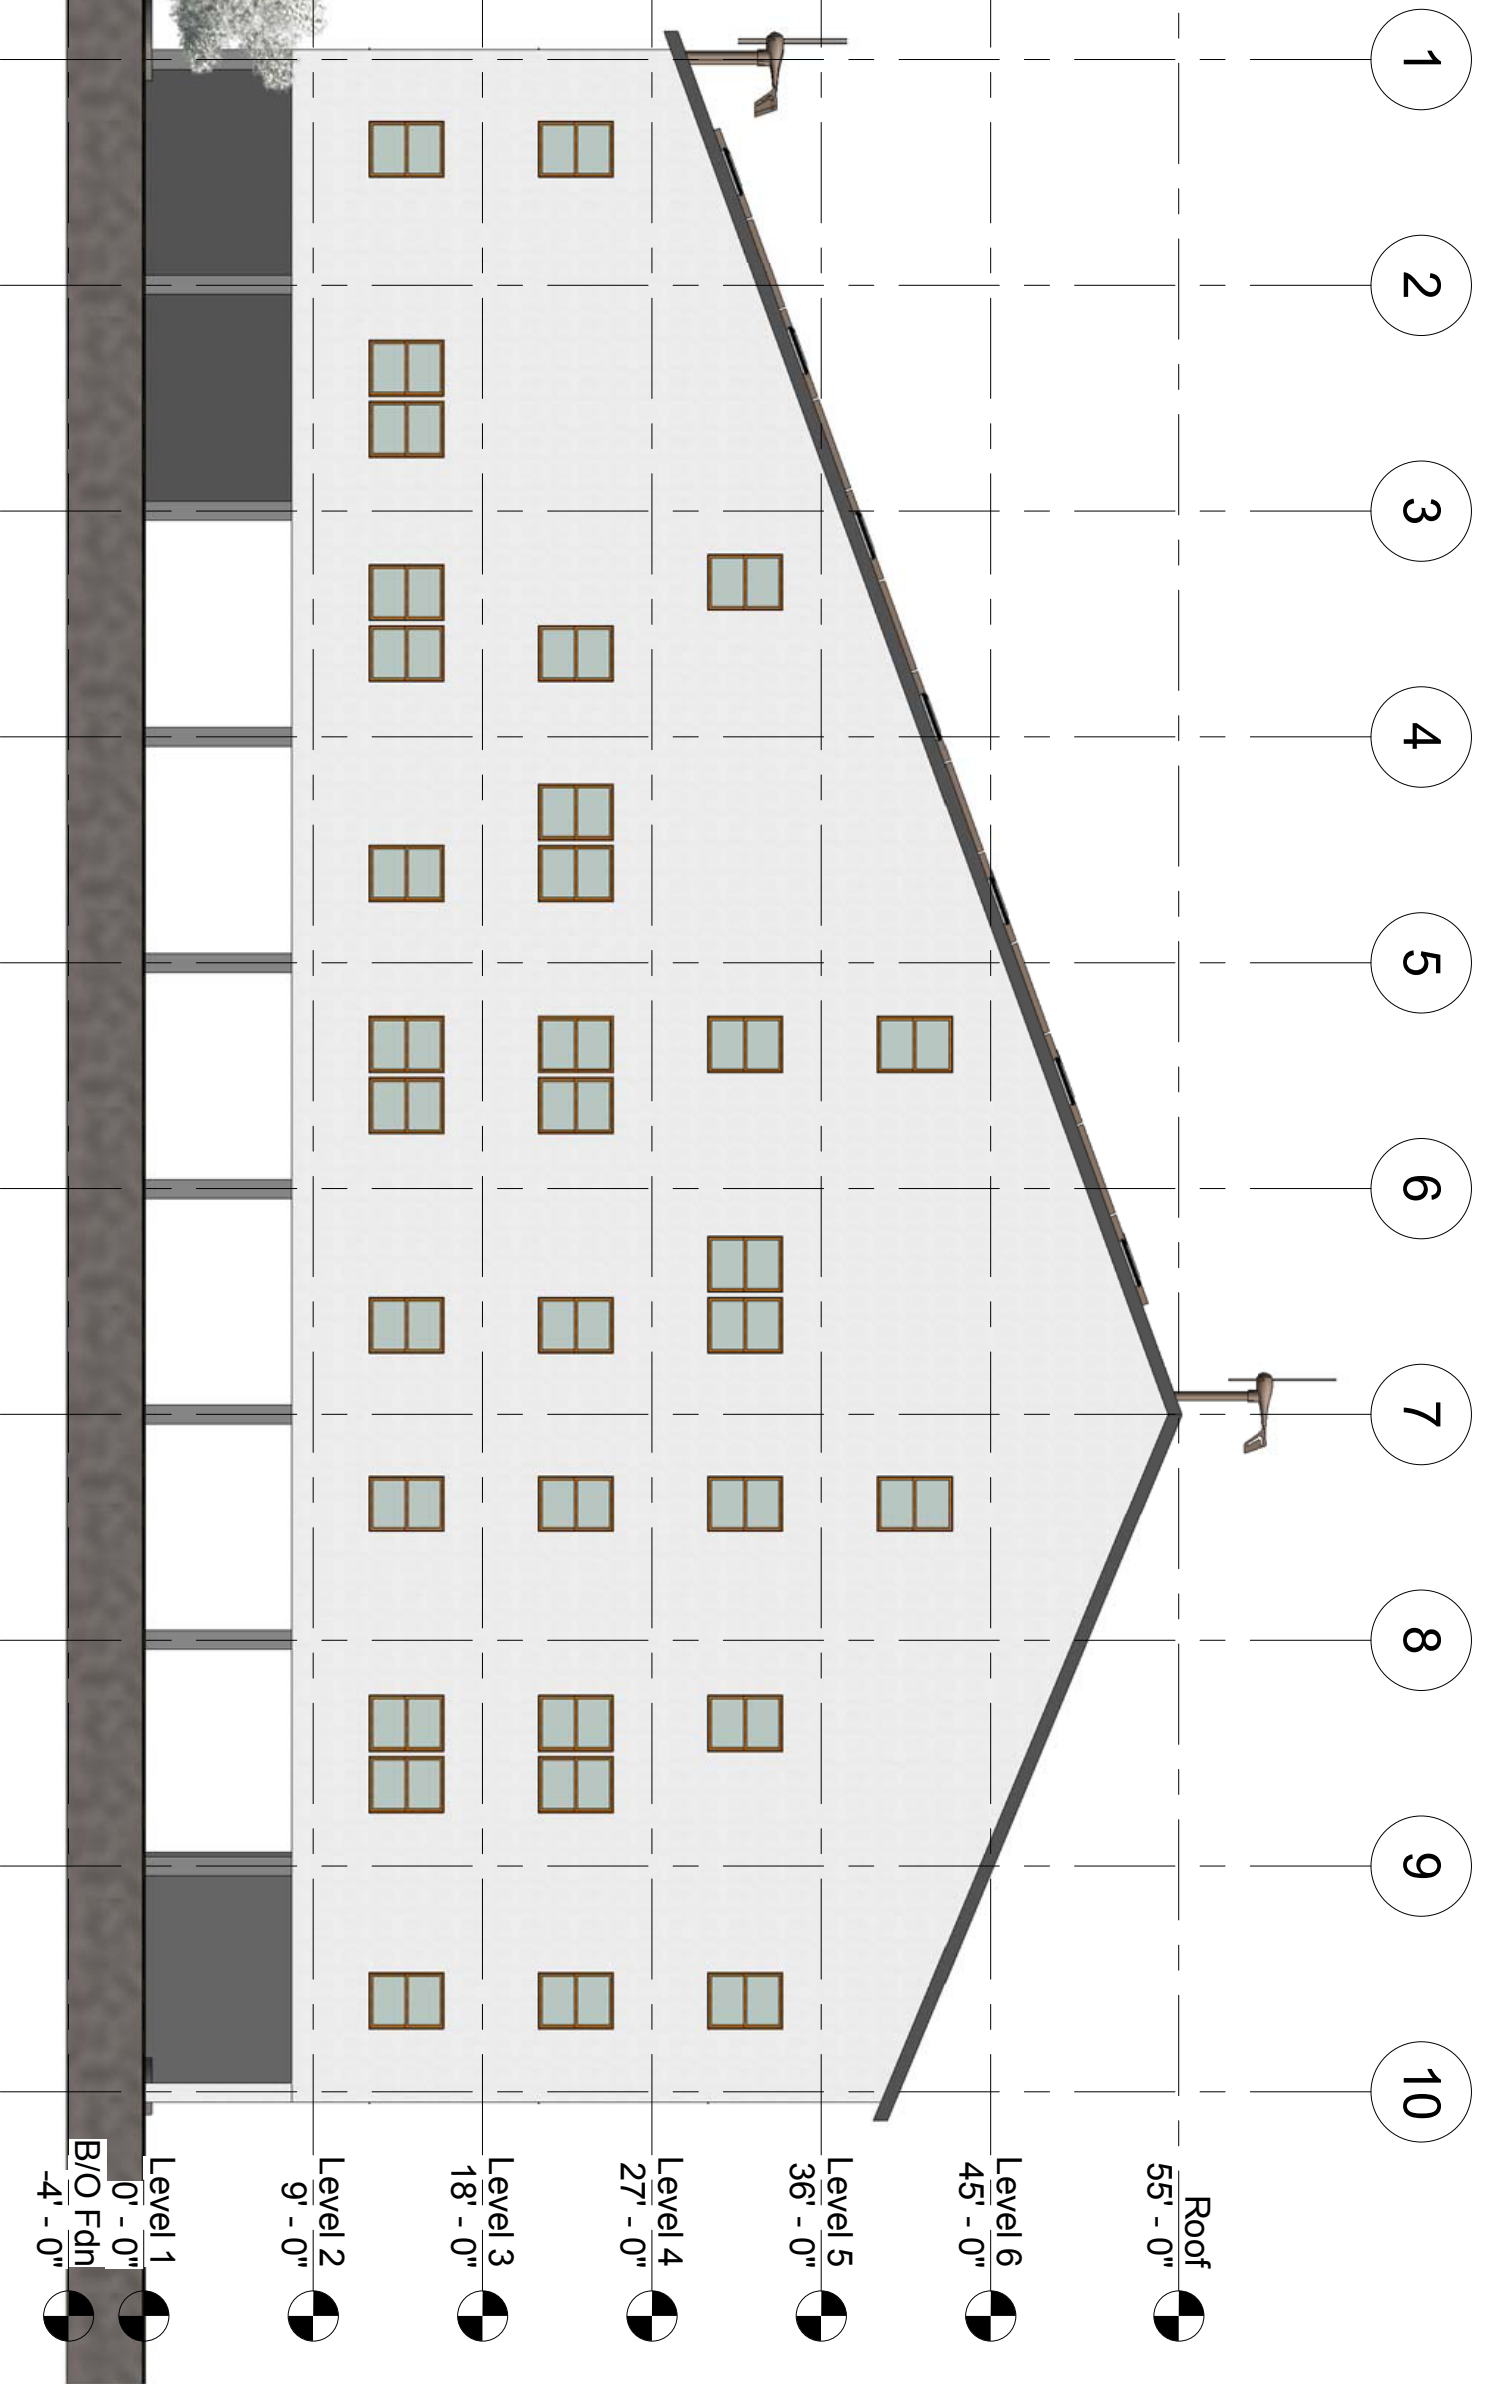 1
2
3
4
5
6
7
8
9
10
Roof
55' - 0"
Level 6
45' - 0"
Level 5
36' - 0"
Level 4
27' - 0"
Level 3
18' - 0"
Level 2
9' - 0"
Level 1
0' - 0"
B/O Fdn
-4' - 0"